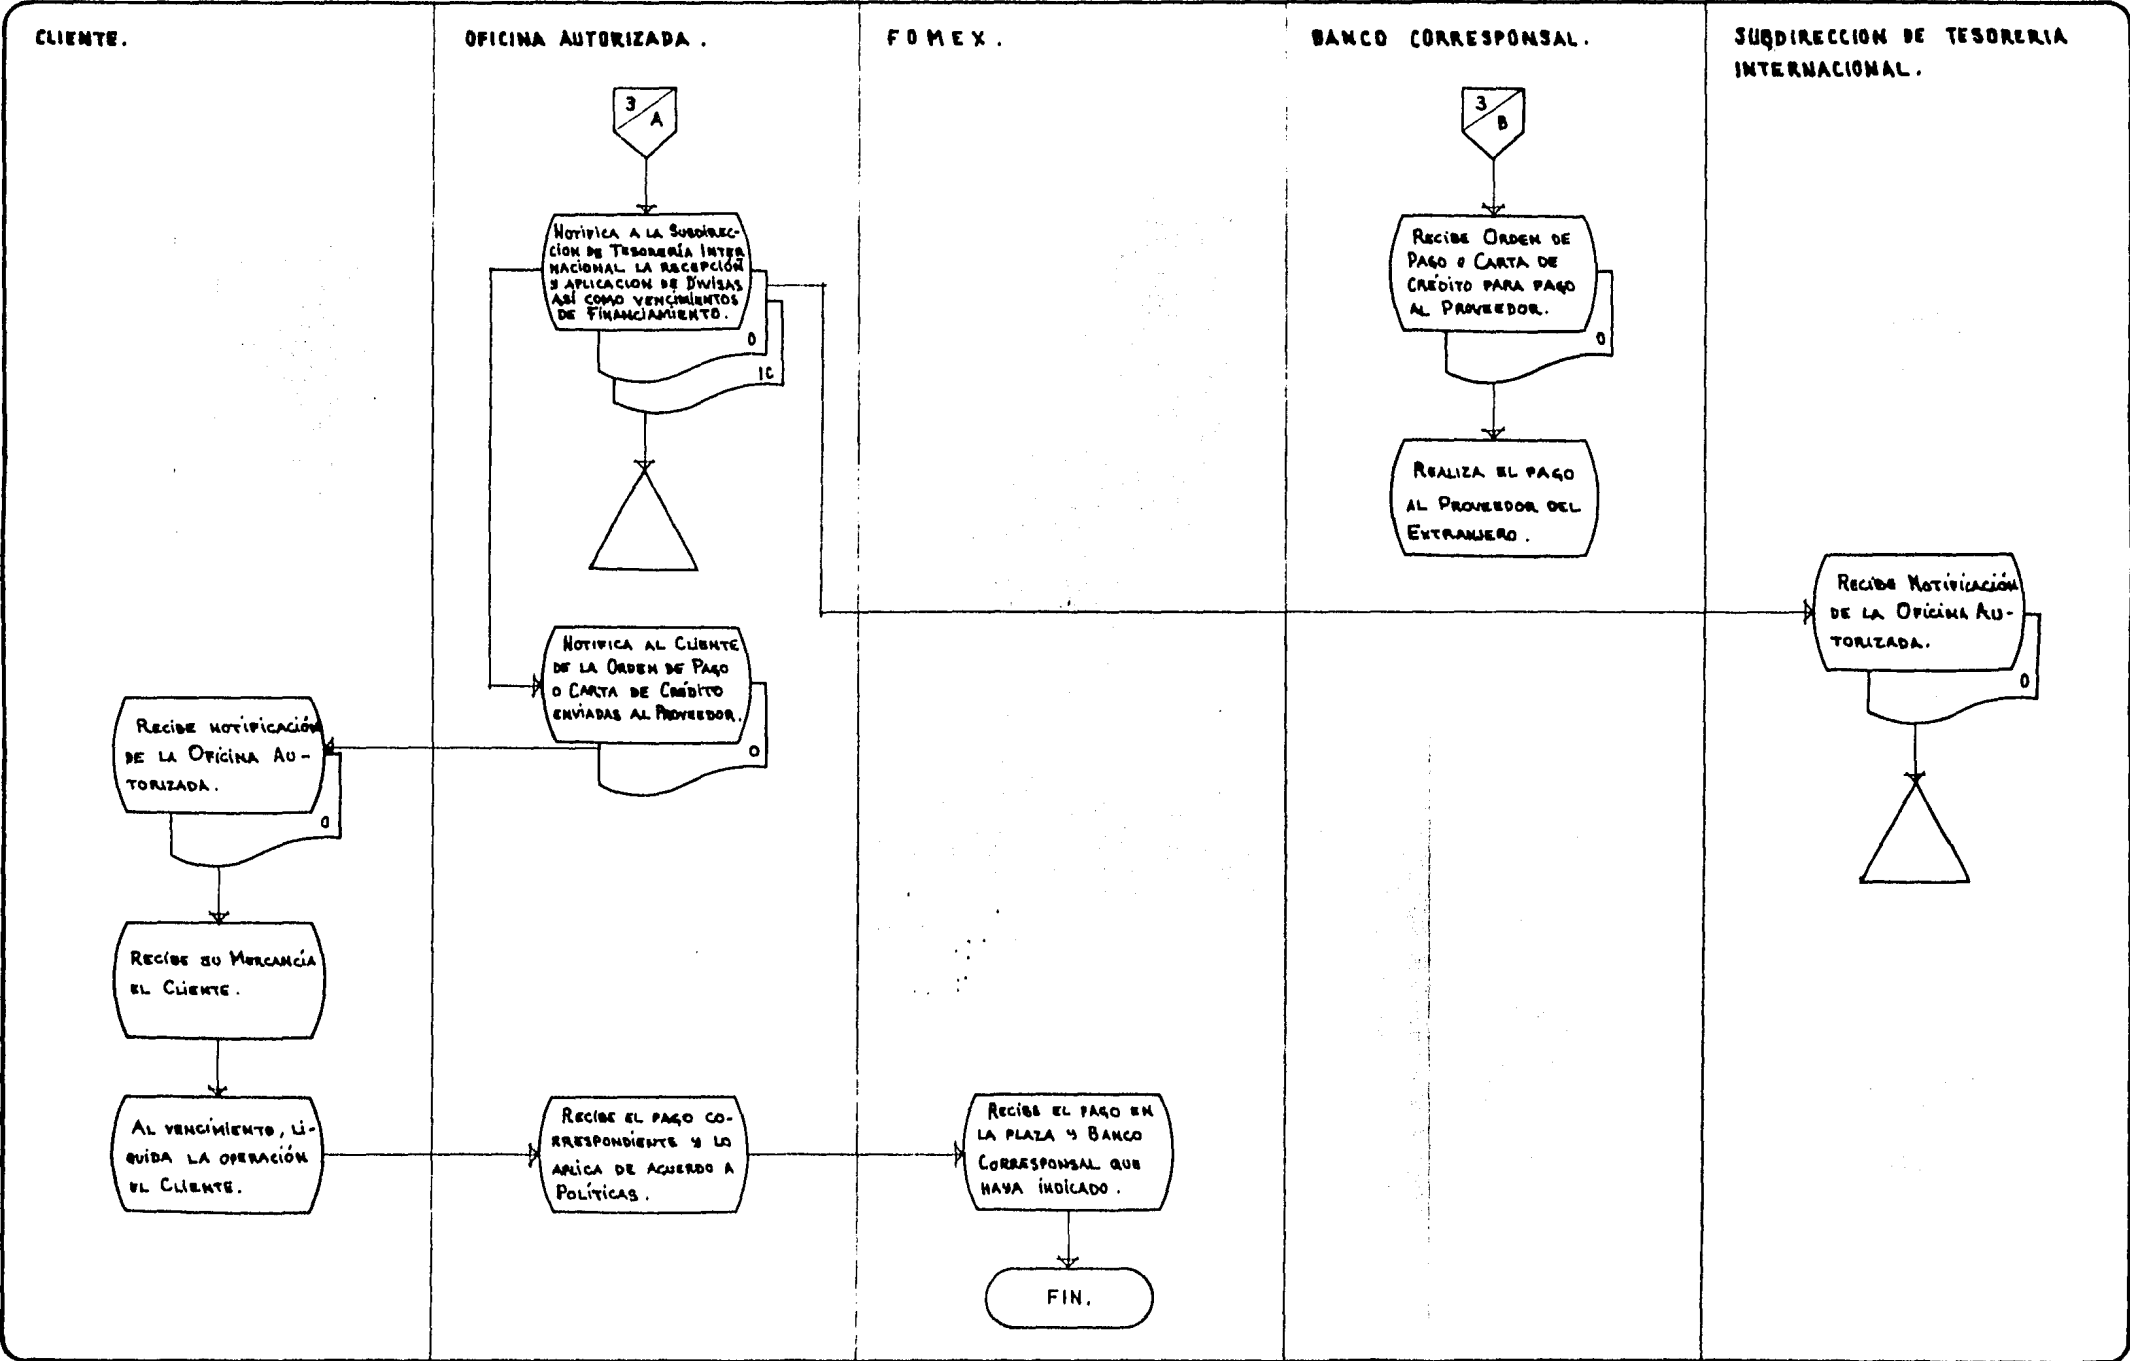 CLIENTE.
OFICINA AUTORIZADA.
FOMEX.
BANCO CORRESPONSAL.
SUBDIRECCION DE TESORERIA
INTERNACIONAL.
3
A
3
B
NOTIFICA A LA SUBDIREC-
CION DE TESORERÍA INTER
NACIONAL LA RECEPCIÓN
Y APLICACION DE DIVISAS
ASÍ COMO VENCIMIENTOS
DE FINANCIAMIENTO.
O
1C
RECIBE ORDEN DE
PAGO O CARTA DE
CRÉDITO PARA PAGO
AL PROVEEDOR.
O
REALIZA EL PAGO
AL PROVEEDOR DEL
EXTRANJERO.
RECIBE NOTIFICACIÓN
DE LA OFICINA AU-
TORIZADA.
O
NOTIFICA AL CLIENTE
DE LA ORDEN DE PAGO
O CARTA DE CRÉDITO
ENVIADAS AL PROVEEDOR.
O
RECIBE NOTIFICACIÓN
DE LA OFICINA AU-
TORIZADA.
O
RECIBE SU MERCANCÍA
EL CLIENTE.
AL VENCIMIENTO, LI-
QUIDA LA OPERACIÓN
EL CLIENTE.
RECIBE EL PAGO CO-
RRESPONDIENTE Y LO
APLICA DE ACUERDO A
POLÍTICAS.
RECIBE EL PAGO EN
LA PLAZA Y BANCO
CORRESPONSAL QUE
HAYA INDICADO.
FIN.